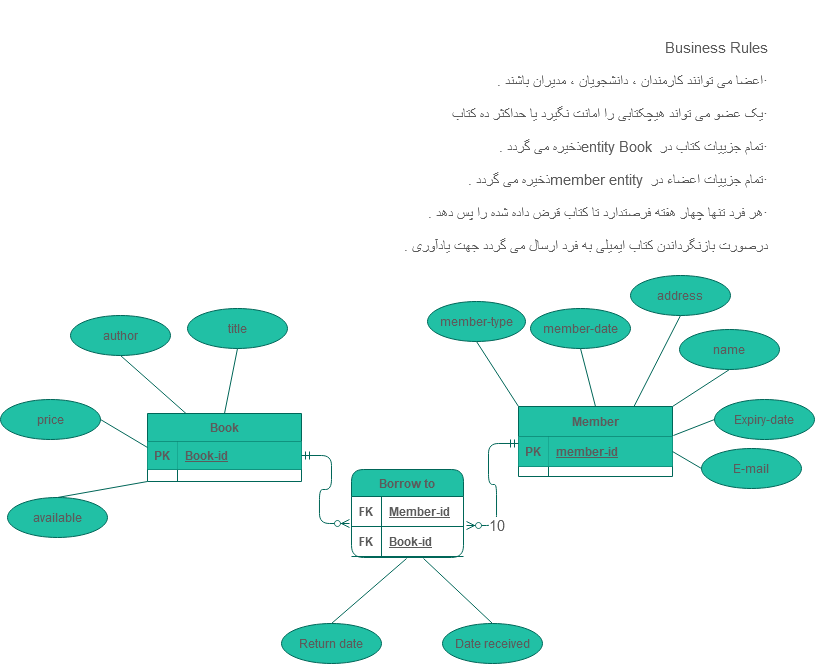 Business Rules
·اعضا می توانند کارمندان ، دانشجویان ، مدیران باشند .
·یک عضو می تواند هیچکتابی را امانت نگیرد یا حداکثر ده کتاب
·تمام جزییات کتاب در entity Book ذخیره می گردد .
·تمام جزییات اعضاء در member entity ذخیره می گردد .
·هر فرد تنها چهار هفته فرصتدارد تا کتاب قرض داده شده را پس دهد .
درصورت بازنگرداندن کتاب ایمیلی به فرد ارسال می گردد جهت یادآوری .
address
member-type
member-date
title
author
name
price
Book
Member
Expiry-date
PK Book-id
PK member-id
E-mail
Borrow to
available
FK Member-id
10
FK Book-id
Return date
Date received